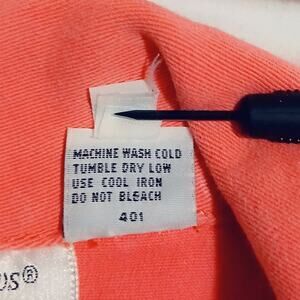 MACHINE WASH COLD
TUMBLE DRY LOW
USE COOL IRON
DO NOT BLEACH
401